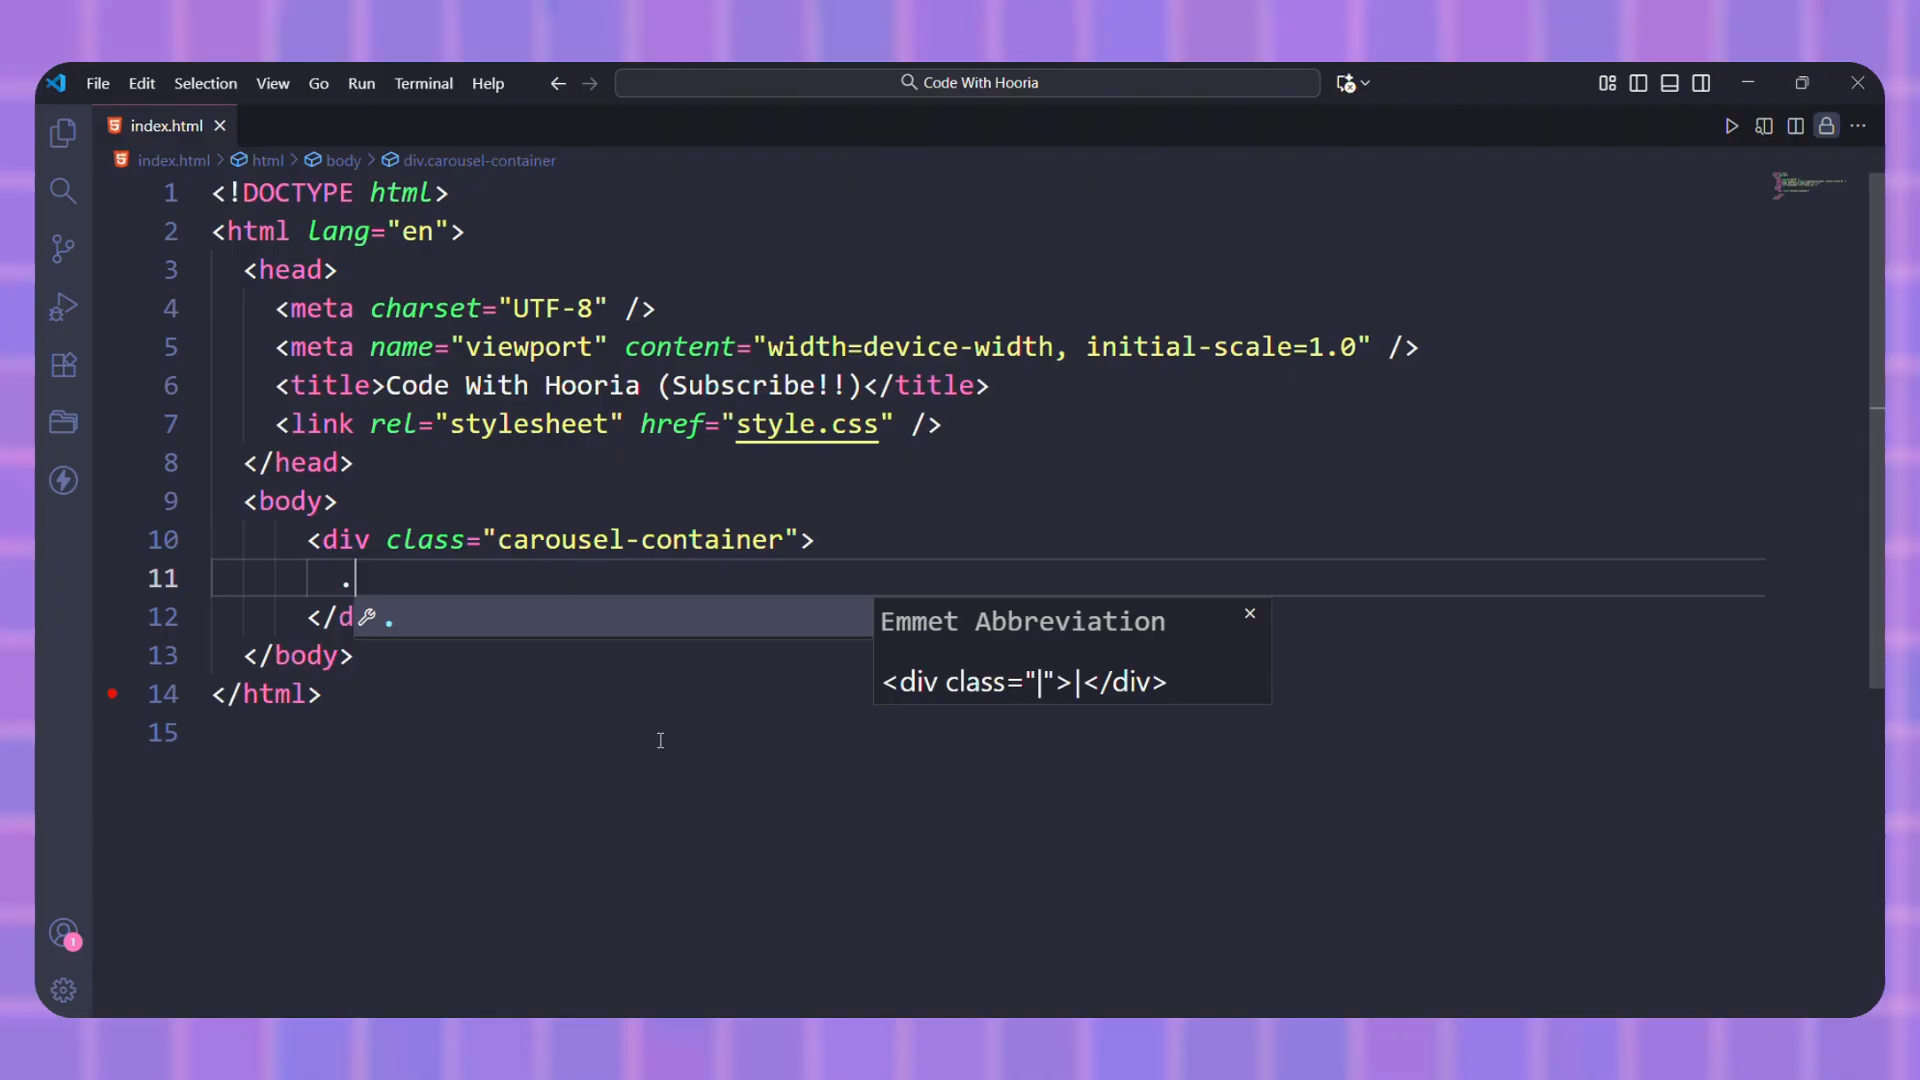 File Edit Selection View Go Run Terminal Help Code With Hooria
index.html
index.html > html > body > div.carousel-container
1 <!DOCTYPE html>
2 <html lang="en">
3 <head>
4 <meta charset="UTF-8" />
5 <meta name="viewport" content="width=device-width, initial-scale=1.0" />
6 <title>Code With Hooria (Subscribe!!)</title>
7 <link rel="stylesheet" href="style.css" />
8 </head>
9 <body>
10 <div class="carousel-container">
11 .
12 </d .
13 </body>
14 </html>
15
Emmet Abbreviation
<div class="|">|</div>
1